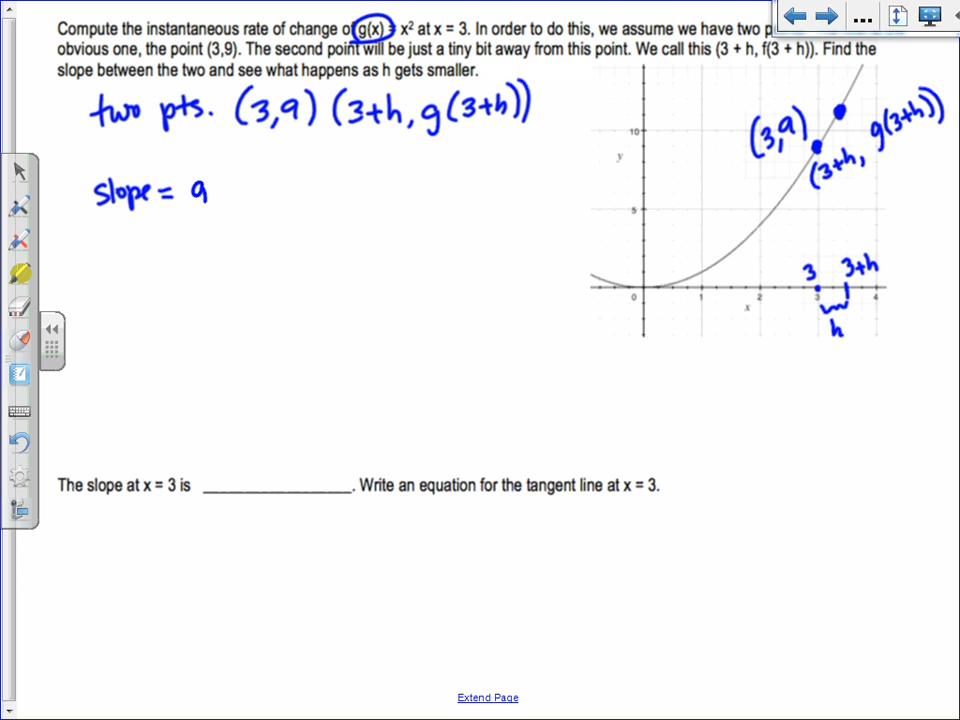 Compute the instantaneous rate of change of g(x) = x² at x = 3. In order to do this, we assume we have two
obvious one, the point (3,9). The second point will be just a tiny bit away from this point. We call this (3 + h, f(3 + h)). Find the
slope between the two and see what happens as h gets smaller.
two pts. (3,9) (3+h, g(3+h))
slope = 9
10
y
5
0
1
2
3
4
x
(3,9)
(3+h, g(3+h))
3
3+h
h
The slope at x = 3 is ________________. Write an equation for the tangent line at x = 3.
Extend Page